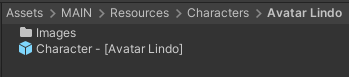 Assets > MAIN > Resources > Characters > Avatar Lindo
Images
Character - [Avatar Lindo]